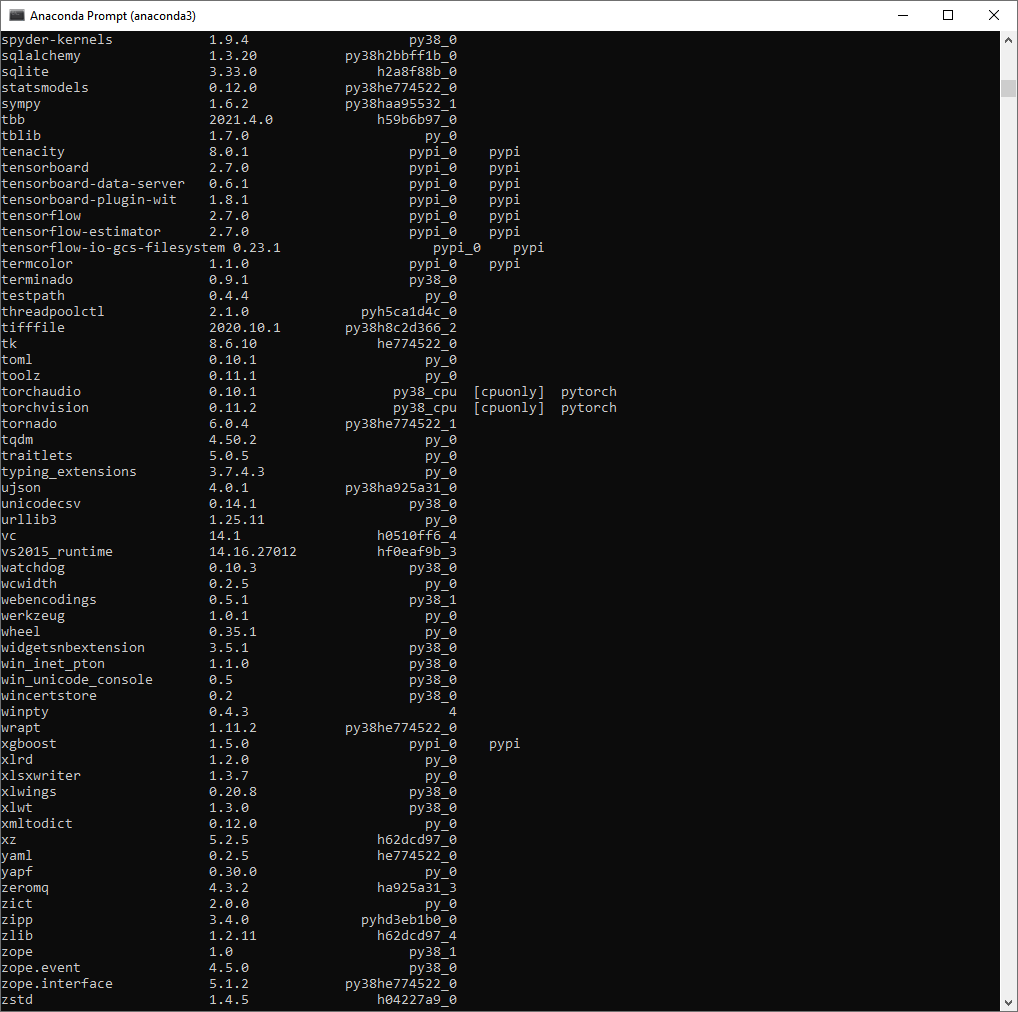 Anaconda Prompt (anaconda3)
spyder-kernels 1.9.4 py38_0
sqlalchemy 1.3.20 py38h2bbff1b_0
sqlite 3.33.0 h2a8f88b_0
statsmodels 0.12.0 py38he774522_0
sympy 1.6.2 py38haa95532_1
tbb 2021.4.0 h59b6b97_0
tblib 1.7.0 py_0
tenacity 8.0.1 pypi_0 pypi
tensorboard 2.7.0 pypi_0 pypi
tensorboard-data-server 0.6.1 pypi_0 pypi
tensorboard-plugin-wit 1.8.1 pypi_0 pypi
tensorflow 2.7.0 pypi_0 pypi
tensorflow-estimator 2.7.0 pypi_0 pypi
tensorflow-io-gcs-filesystem 0.23.1 pypi_0 pypi
termcolor 1.1.0 pypi_0 pypi
terminado 0.9.1 py38_0
testpath 0.4.4 py_0
threadpoolctl 2.1.0 pyh5ca1d4c_0
tifffile 2020.10.1 py38h8c2d366_2
tk 8.6.10 he774522_0
toml 0.10.1 py_0
toolz 0.11.1 py_0
torchaudio 0.10.1 py38_cpu [cpuonly] pytorch
torchvision 0.11.2 py38_cpu [cpuonly] pytorch
tornado 6.0.4 py38he774522_1
tqdm 4.50.2 py_0
traitlets 5.0.5 py_0
typing_extensions 3.7.4.3 py_0
ujson 4.0.1 py38ha925a31_0
unicodecsv 0.14.1 py38_0
urllib3 1.25.11 py_0
vc 14.1 h0510ff6_4
vs2015_runtime 14.16.27012 hf0eaf9b_3
watchdog 0.10.3 py38_0
wcwidth 0.2.5 py_0
webencodings 0.5.1 py38_1
werkzeug 1.0.1 py_0
wheel 0.35.1 py_0
widgetsnbextension 3.5.1 py38_0
win_inet_pton 1.1.0 py38_0
win_unicode_console 0.5 py38_0
wincertstore 0.2 py38_0
winpty 0.4.3 4
wrapt 1.11.2 py38he774522_0
xgboost 1.5.0 pypi_0 pypi
xlrd 1.2.0 py_0
xlsxwriter 1.3.7 py_0
xlwings 0.20.8 py38_0
xlwt 1.3.0 py38_0
xmltodict 0.12.0 py_0
xz 5.2.5 h62dcd97_0
yaml 0.2.5 he774522_0
yapf 0.30.0 py_0
zeromq 4.3.2 ha925a31_3
zict 2.0.0 py_0
zipp 3.4.0 pyhd3eb1b0_0
zlib 1.2.11 h62dcd97_4
zope 1.0 py38_1
zope.event 4.5.0 py38_0
zope.interface 5.1.2 py38he774522_0
zstd 1.4.5 h04227a9_0